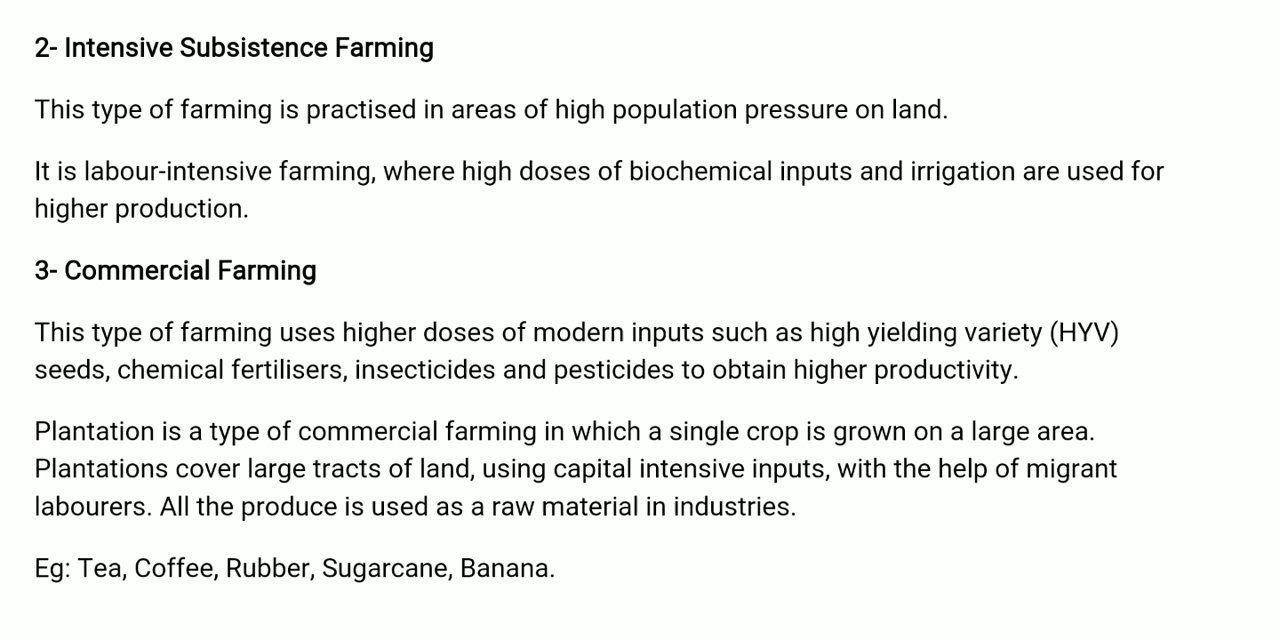 2- Intensive Subsistence Farming
This type of farming is practised in areas of high population pressure on land.
It is labour-intensive farming, where high doses of biochemical inputs and irrigation are used for
higher production.
3- Commercial Farming
This type of farming uses higher doses of modern inputs such as high yielding variety (HYV)
seeds, chemical fertilisers, insecticides and pesticides to obtain higher productivity.
Plantation is a type of commercial farming in which a single crop is grown on a large area.
Plantations cover large tracts of land, using capital intensive inputs, with the help of migrant
labourers. All the produce is used as a raw material in industries.
Eg: Tea, Coffee, Rubber, Sugarcane, Banana.